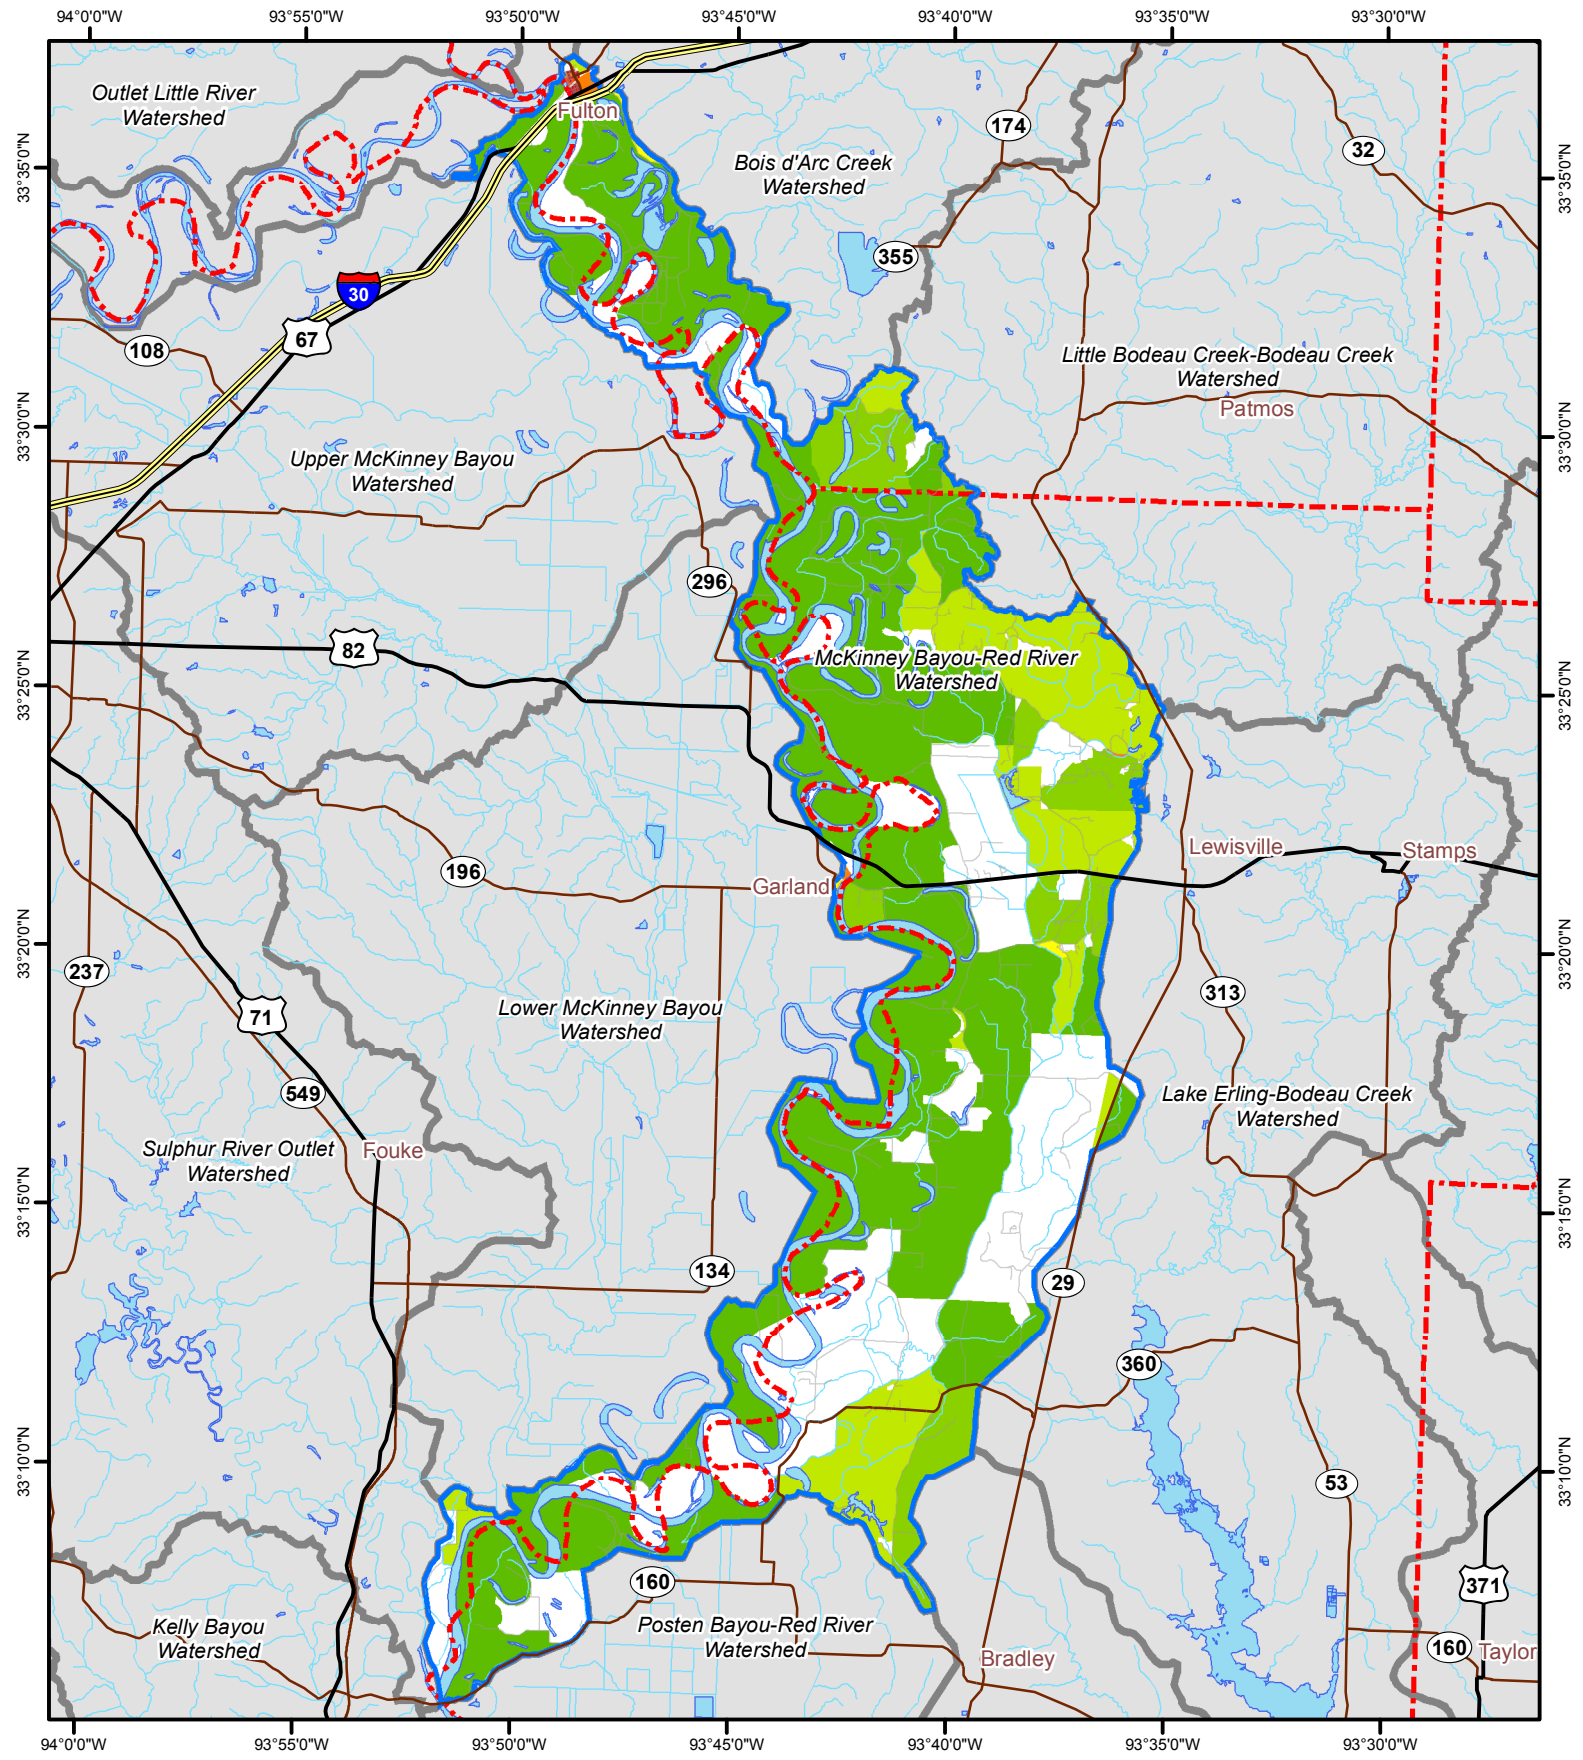 94°0'0"W
93°55'0"W
93°50'0"W
93°45'0"W
93°40'0"W
93°35'0"W
93°30'0"W
Outlet Little River
Watershed
Fulton
174
32
Bois d'Arc Creek
Watershed
33°35'0"N
33°35'0"N
355
30
67
108
Little Bodeau Creek-Bodeau Creek
Watershed
Patmos
33°30'0"N
33°30'0"N
Upper McKinney Bayou
Watershed
296
82
McKinney Bayou-Red River
Watershed
33°25'0"N
33°25'0"N
196
Garland
Lewisville
Stamps
33°20'0"N
33°20'0"N
237
71
313
Lower McKinney Bayou
Watershed
549
Lake Erling-Bodeau Creek
Watershed
Sulphur River Outlet
Watershed
Fouke
33°15'0"N
33°15'0"N
134
29
360
33°10'0"N
33°10'0"N
53
160
371
Kelly Bayou
Watershed
Posten Bayou-Red River
Watershed
Bradley
160
Taylor
94°0'0"W
93°55'0"W
93°50'0"W
93°45'0"W
93°40'0"W
93°35'0"W
93°30'0"W